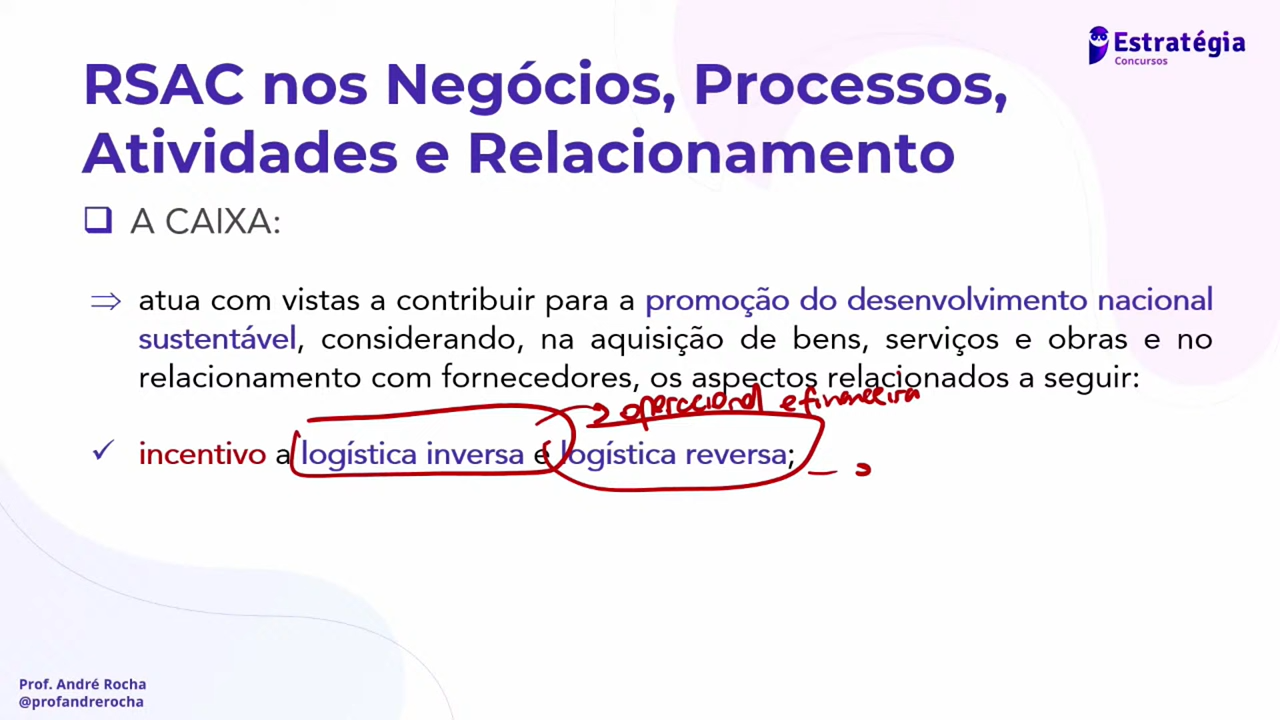 Estratégia
Concursos
RSAC nos Negócios, Processos,
Atividades e Relacionamento
A CAIXA:
atua com vistas a contribuir para a promoção do desenvolvimento nacional
sustentável, considerando, na aquisição de bens, serviços e obras e no
relacionamento com fornecedores, os aspectos relacionados a seguir:
operacional e financeira
incentivo a logística inversa e logística reversa;
Prof. André Rocha
@profandrerocha